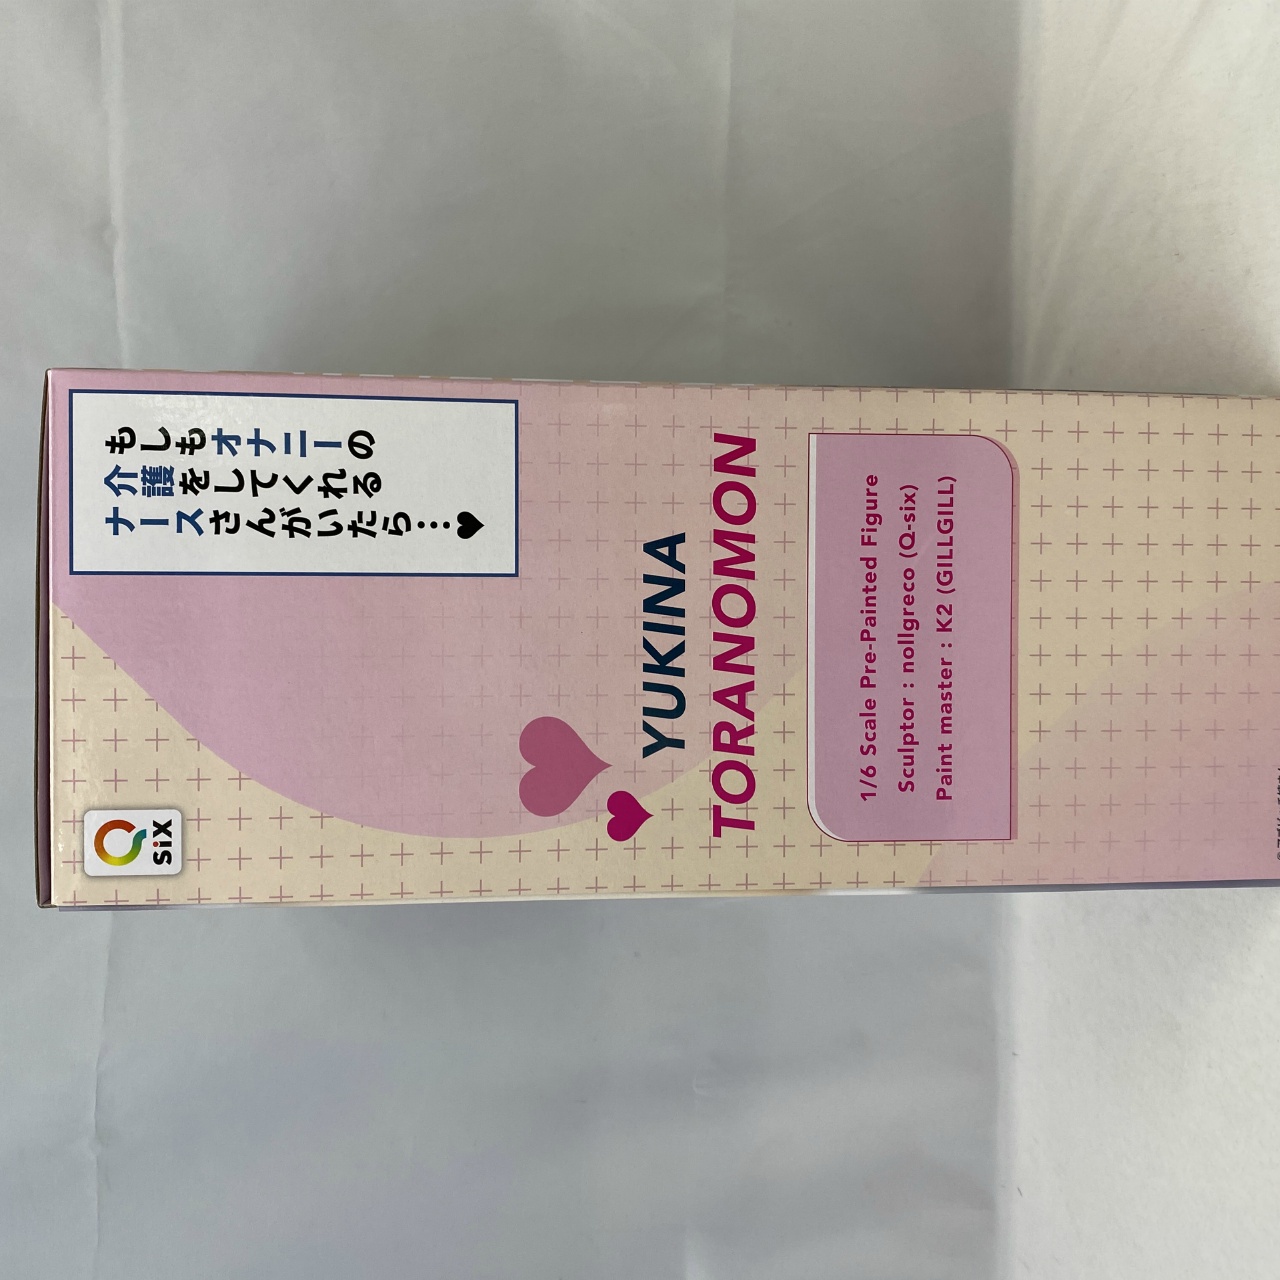 もしもオナニーの
介護をしてくれる
ナースさんがいたら…♥
Q
six
YUKINA
TORANOMON
1/6 Scale Pre-Painted Figure
Sculptor : nollgreco (Q-six)
Paint master : K2 (GILLGILL)